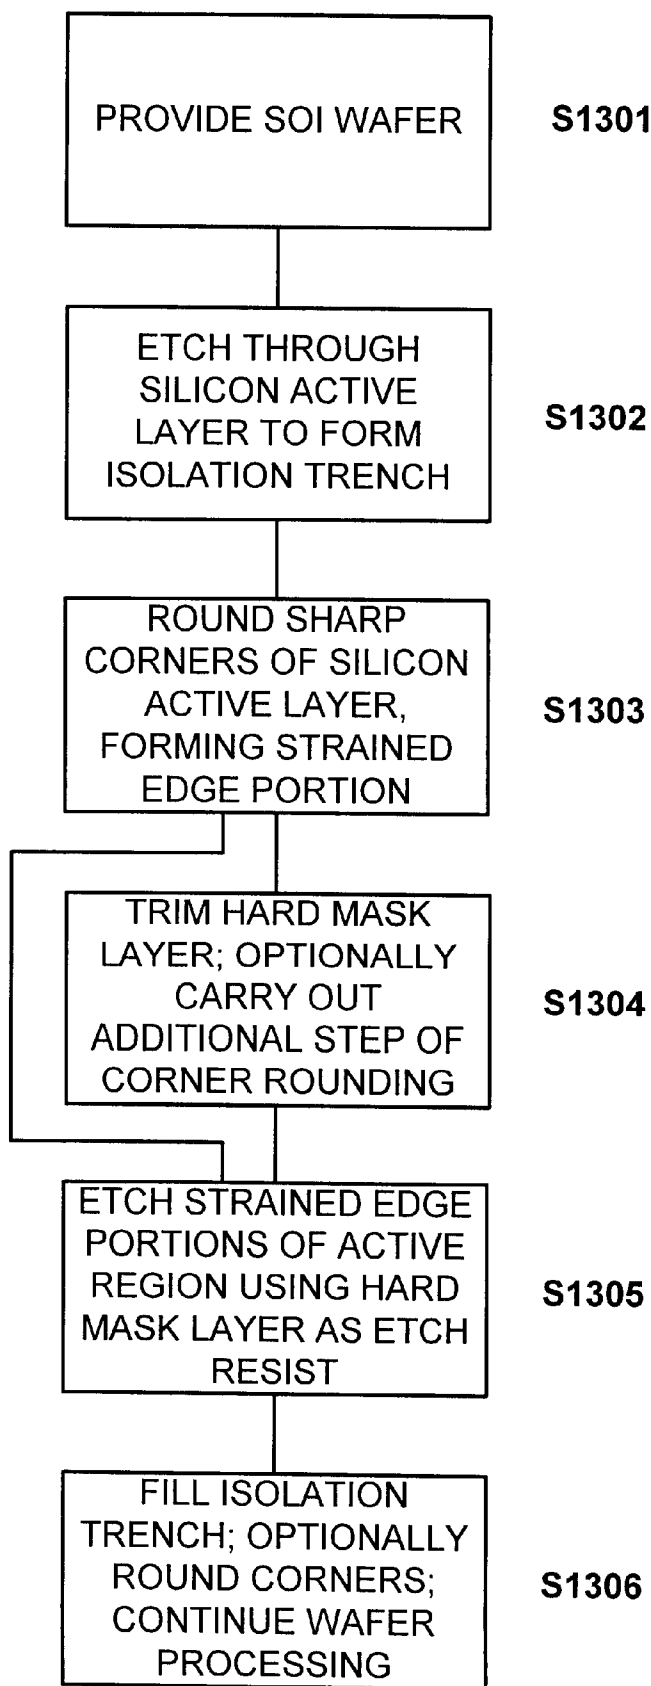 PROVIDE SOI WAFER
S1301
ETCH THROUGH
SILICON ACTIVE
LAYER TO FORM
ISOLATION TRENCH
S1302
ROUND SHARP
CORNERS OF SILICON
ACTIVE LAYER,
FORMING STRAINED
EDGE PORTION
S1303
TRIM HARD MASK
LAYER; OPTIONALLY
CARRY OUT
ADDITIONAL STEP OF
CORNER ROUNDING
S1304
ETCH STRAINED EDGE
PORTIONS OF ACTIVE
REGION USING HARD
MASK LAYER AS ETCH
RESIST
S1305
FILL ISOLATION
TRENCH; OPTIONALLY
ROUND CORNERS;
CONTINUE WAFER
PROCESSING
S1306